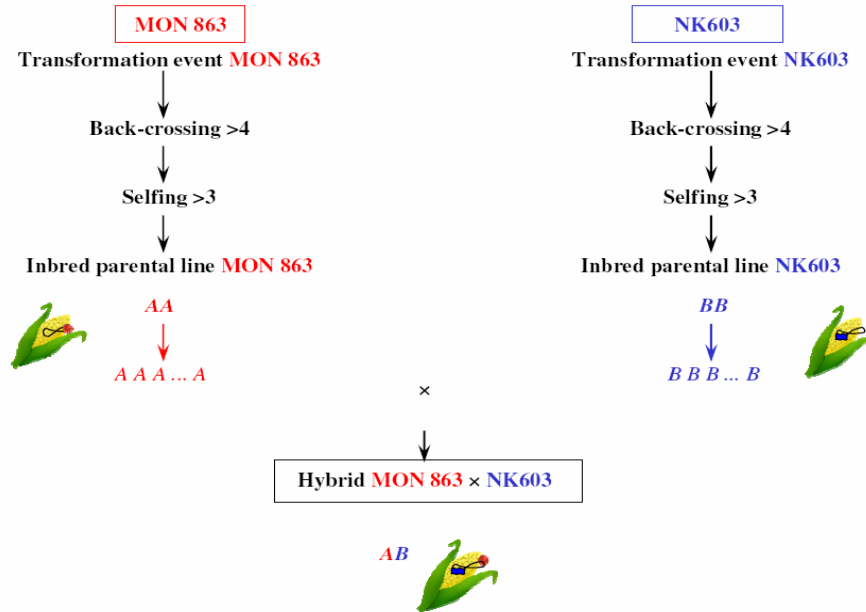 MON 863
Transformation event MON 863
Back-crossing >4
Selfing >3
Inbred parental line MON 863
AA
A A A ... A
NK603
Transformation event NK603
Back-crossing >4
Selfing >3
Inbred parental line NK603
BB
B B B ... B
×
Hybrid MON 863 × NK603
AB